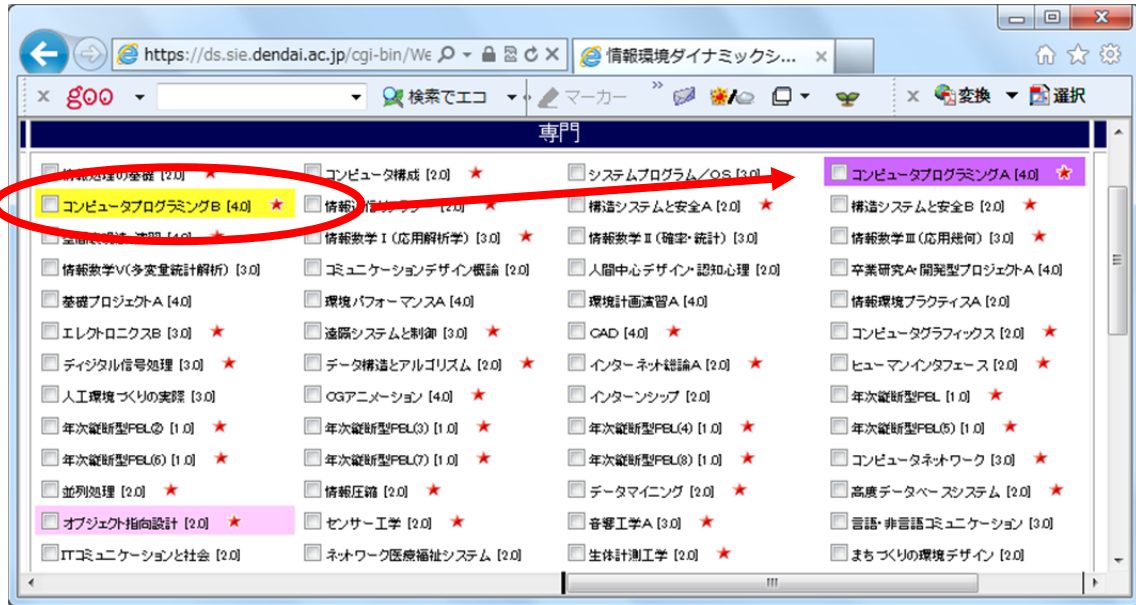 https://ds.sie.dendai.ac.jp/cgi-bin/We 情報環境ダイナミックシ...
goo 検索でエコ マーカー 変換 選択
専門
情報処理の基礎 [2.0] ★ コンピュータ構成 [2.0] ★ システムプログラム/OS [3.0] コンピュータプログラミングA [4.0] ★
コンピュータプログラミングB [4.0] ★ [2.0] ★ 構造システムと安全A [2.0] ★ 構造システムと安全B [2.0] ★
[4.0] ★ 情報数学Ⅰ(応用解析学) [3.0] ★ 情報数学Ⅱ(確率・統計) [3.0] 情報数学Ⅲ(応用幾何) [3.0] ★
情報数学V(多変量統計解析) [3.0] コミュニケーションデザイン概論 [2.0] 人間中心デザイン・認知心理 [2.0] 卒業研究A・開発型プロジェクトA [4.0]
基礎プロジェクトA [4.0] 環境パフォーマンスA [4.0] 環境計画演習A [4.0] 情報環境プラクティスA [2.0]
エレクトロニクスB [3.0] ★ 遠隔システムと制御 [3.0] ★ CAD [4.0] ★ コンピュータグラフィックス [2.0] ★
ディジタル信号処理 [3.0] ★ データ構造とアルゴリズム [2.0] ★ インターネット総論A [2.0] ★ ヒューマンインタフェース [2.0] ★
人工環境づくりの実際 [3.0] CGアニメーション [4.0] ★ インターンシップ [2.0] 年次縦断型PBL [1.0] ★
年次縦断型PBL② [1.0] ★ 年次縦断型PBL(3) [1.0] ★ 年次縦断型PBL(4) [1.0] ★ 年次縦断型PBL(5) [1.0] ★
年次縦断型PBL(6) [1.0] ★ 年次縦断型PBL(7) [1.0] ★ 年次縦断型PBL(8) [1.0] ★ コンピュータネットワーク [3.0] ★
並列処理 [2.0] ★ 情報圧縮 [2.0] ★ データマイニング [2.0] ★ 高度データベースシステム [2.0] ★
オブジェクト指向設計 [2.0] ★ センサー工学 [2.0] ★ 音響工学A [3.0] ★ 言語・非言語コミュニケーション [3.0]
ITコミュニケーションと社会 [2.0] ネットワーク医療福祉システム [2.0] 生体計測工学 [2.0] ★ まちづくりの環境デザイン [2.0]